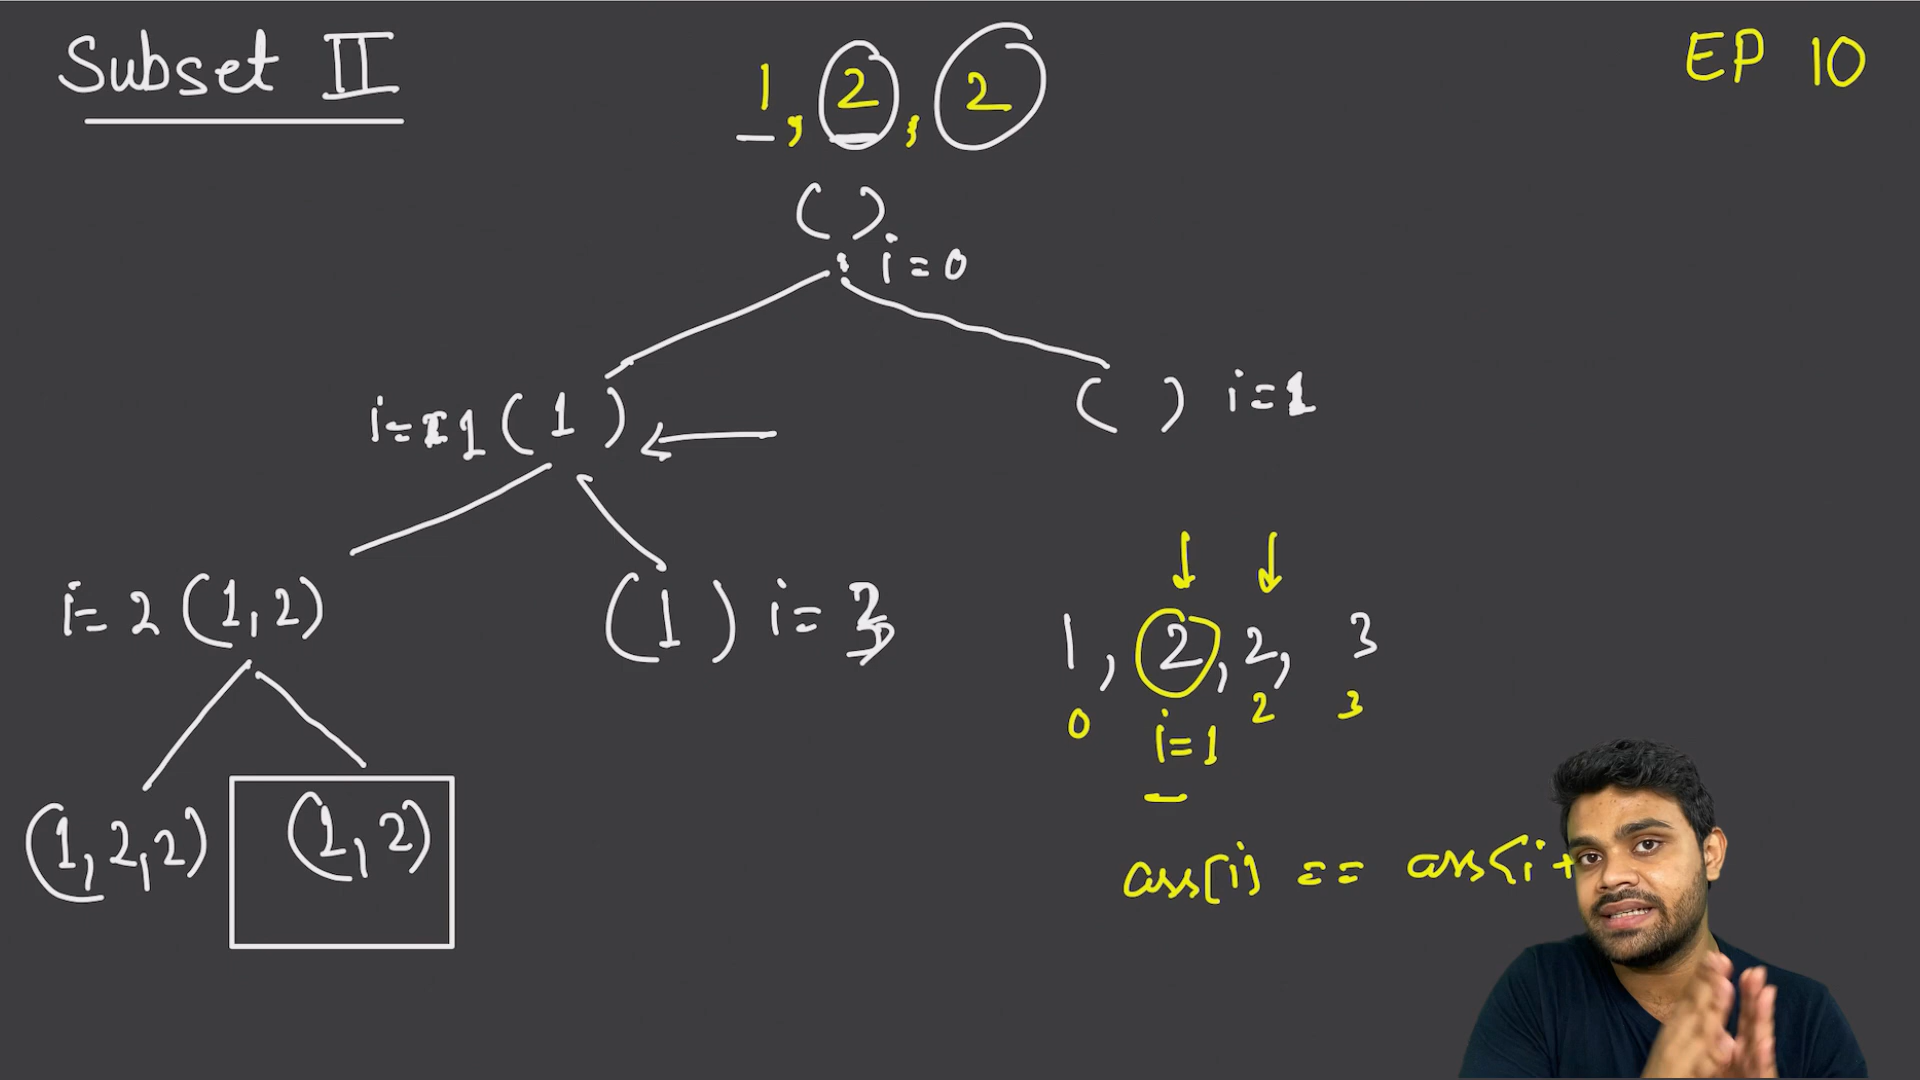 Subset II
EP 10
1, 2, 2
( )
i=0
i=1 (1)
( ) i=1
i=2 (1,2)
(1) i=3
1, 2, 2, 3
0 i=1 2 3
(1,2,2)
(1,2)
arr[i] == arr[i+